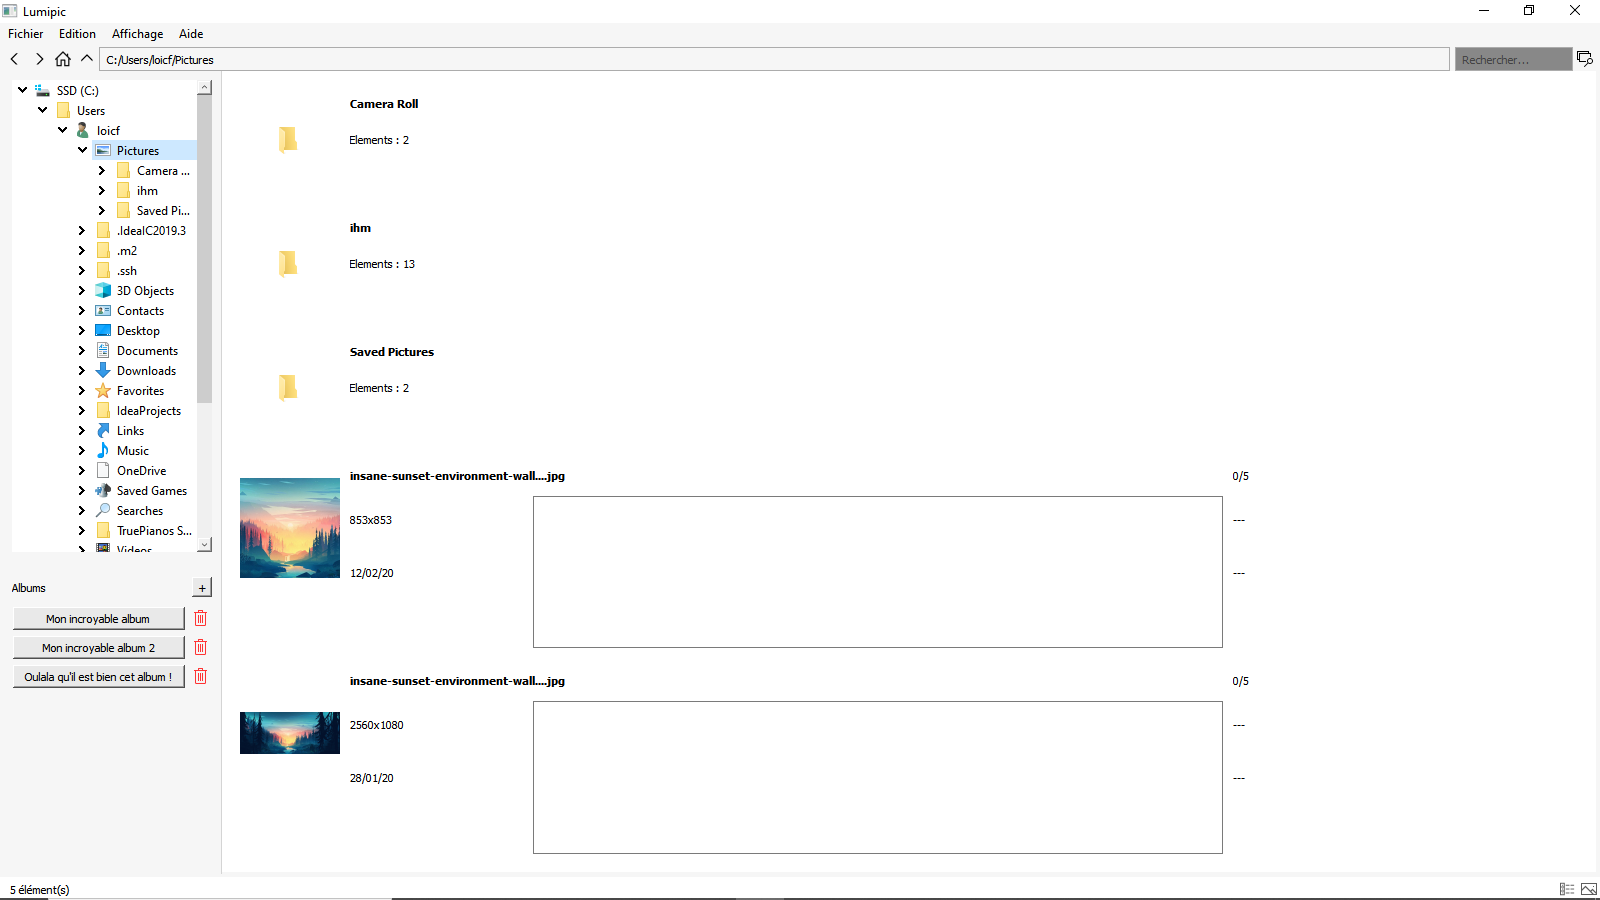 Lumipic
Fichier Edition Affichage Aide
C:/Users/loicf/Pictures Rechercher...
SSD (C:)
Users
loicf
Pictures
Camera ...
ihm
Saved Pi...
.IdeaIC2019.3
.m2
.ssh
3D Objects
Contacts
Desktop
Documents
Downloads
Favorites
IdeaProjects
Links
Music
OneDrive
Saved Games
Searches
TruePianos S...
Videos
Albums +
Mon incroyable album
Mon incroyable album 2
Oulala qu'il est bien cet album !
Camera Roll
Elements : 2
ihm
Elements : 13
Saved Pictures
Elements : 2
insane-sunset-environment-wall....jpg 0/5
853x853 ---
12/02/20 ---
insane-sunset-environment-wall....jpg 0/5
2560x1080 ---
28/01/20 ---
5 élément(s)